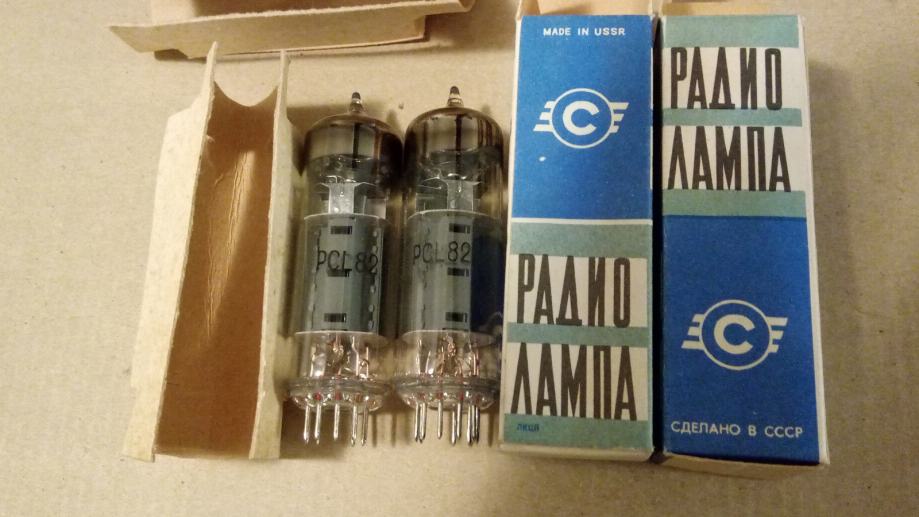 PCL82
PCL82
MADE IN USSR
C
РАДИО
ЛАМПА
РАДИО
ЛАМПА
C
СДЕЛАНО В СССР